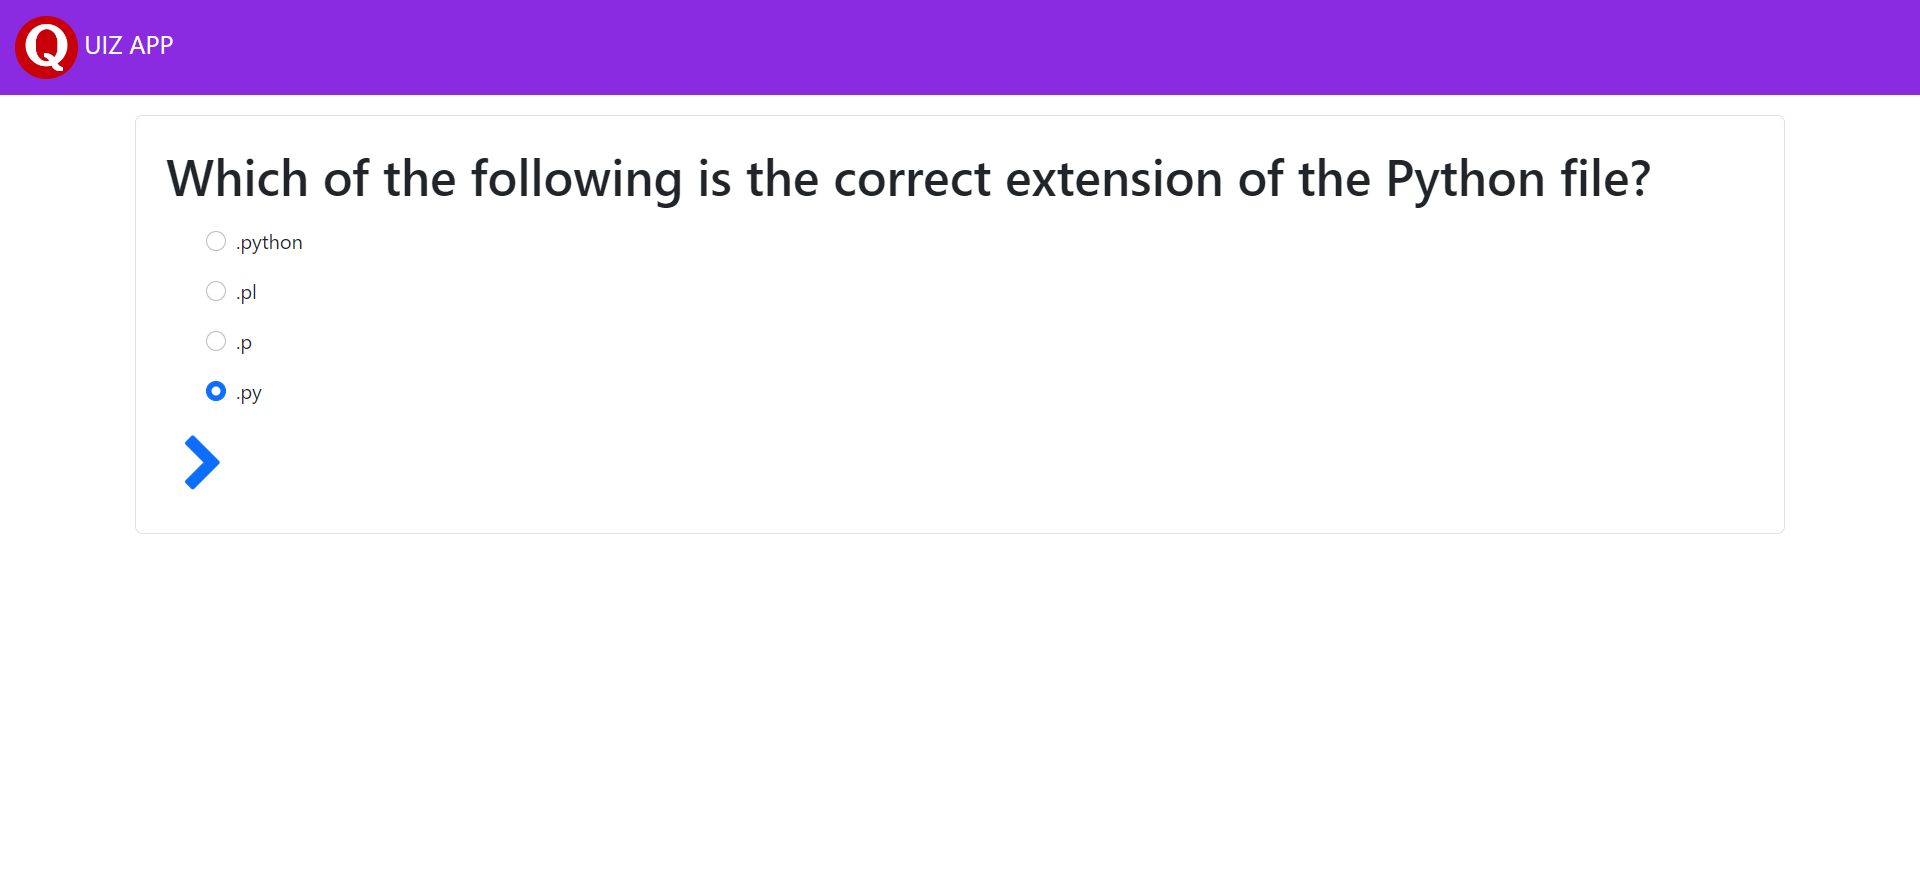 Q UIZ APP
Which of the following is the correct extension of the Python file?
.python
.pl
.p
.py